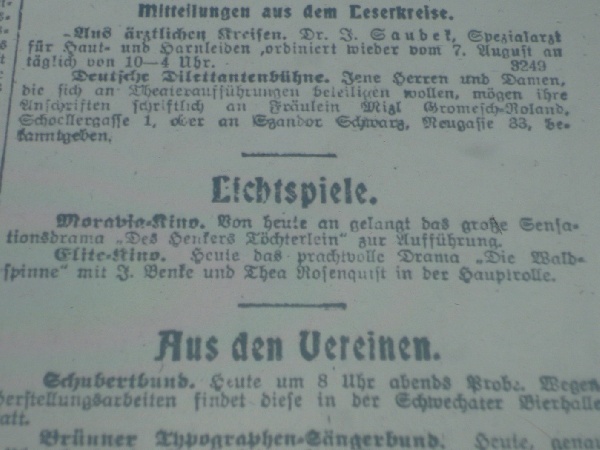 Mitteilungen aus dem Leserkreise.
Aus ärztlichen Kreisen. Dr. J. Saubek, Spezialarzt
für Haut- und Harnleiden ordiniert wieder vom 7. August an
täglich von 10–4 Uhr. 3249
Deutsche Dilettantenbühne. Jene Herren und Damen,
die sich an Theateraufführungen beteiligen wollen, mögen ihre
Anschriften schriftlich an Fräulein Mizl Gromesch-Roland,
Schoellergasse 1, oder an Szandor Schwarz, Neugasse 33, be-
kanntgeben.
Lichtspiele.
Moravia-Kino. Von heute an gelangt das große Sensa-
tionsdrama „Des Henkers Töchterlein“ zur Aufführung.
Elite-Kino. Heute das prachtvolle Drama „Die Wald-
spinne“ mit J. Benke und Thea Rosenquist in der Hauptrolle.
Aus den Vereinen.
Schubertbund. Heute um 8 Uhr abends Probe. Wegen
Herstellungsarbeiten findet diese in der Schwechater Bierhalle
statt.
Brünner Typographen-Sängerbund. Heute, genau